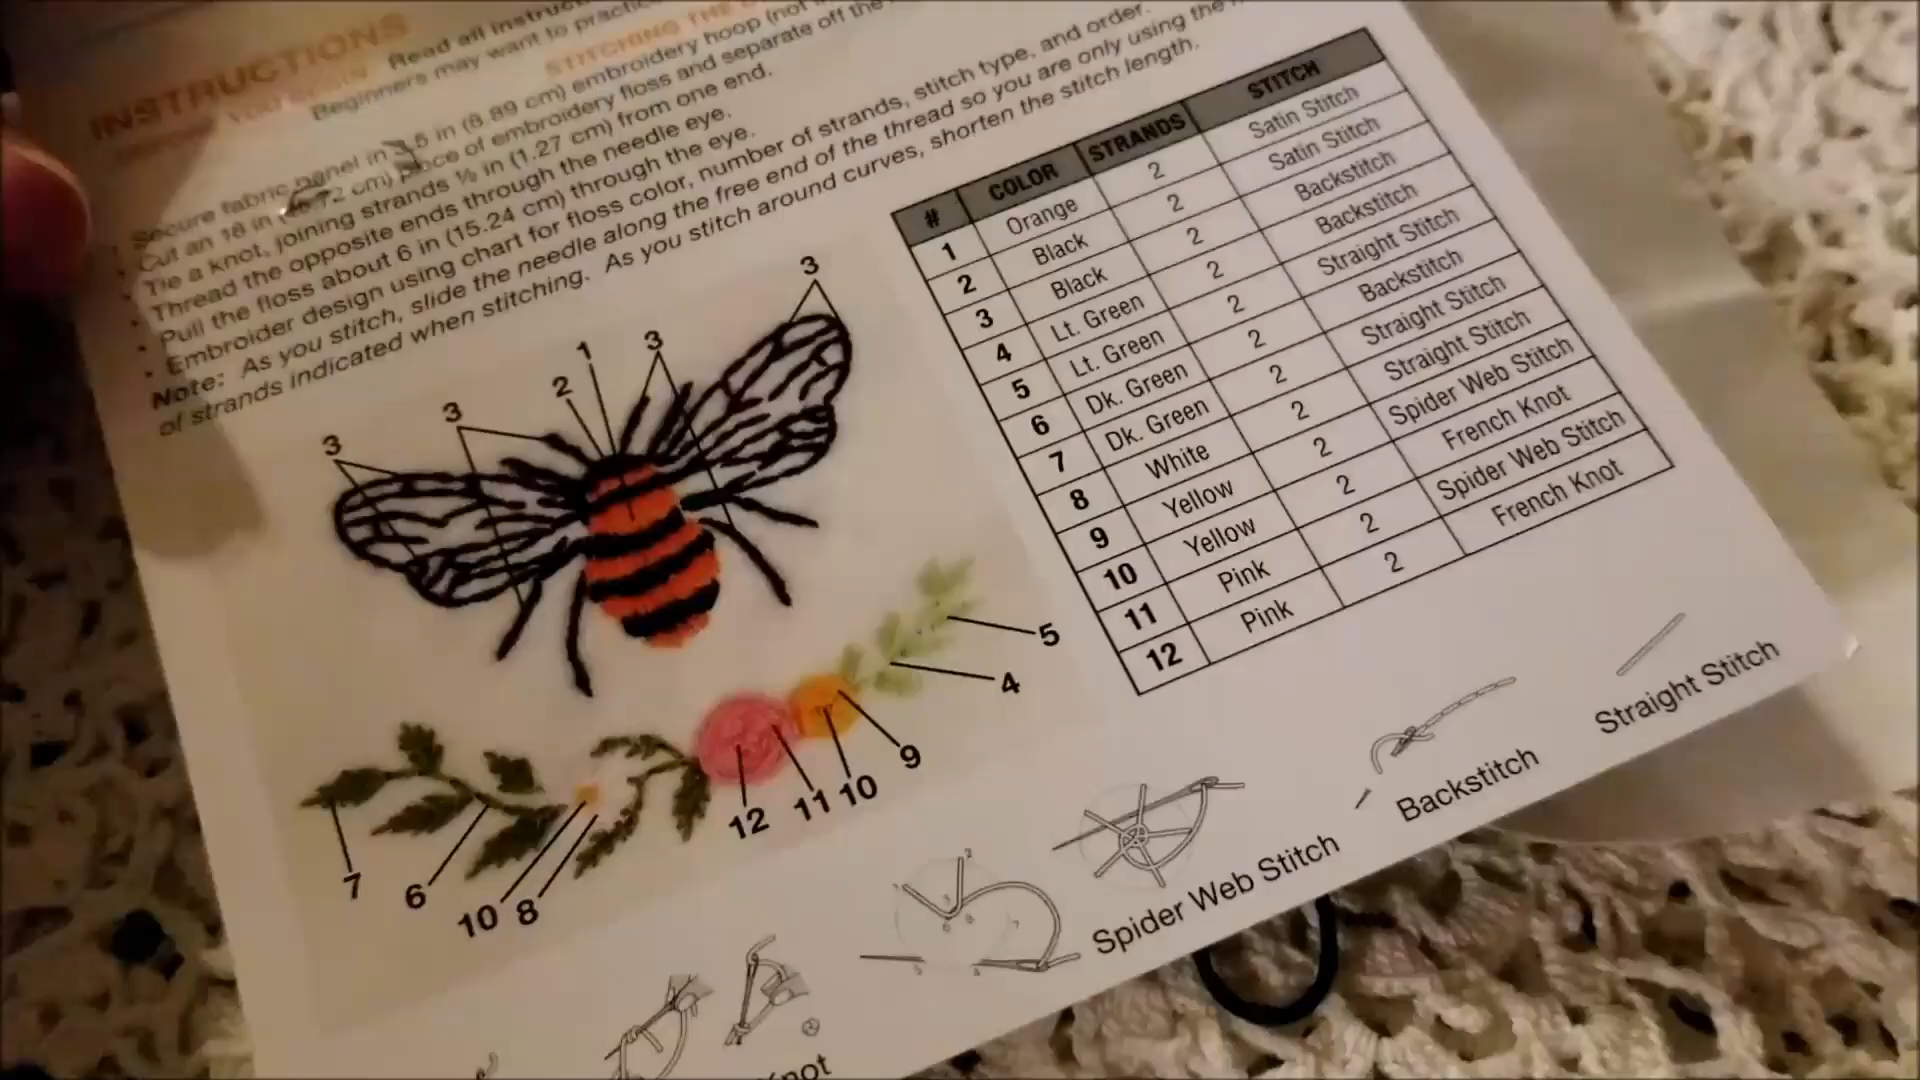 INSTRUCTIONS
YOU BEGIN Read all instruct
Beginners may want to practic
STITCHING THE
Secure fabric panel in 3.5 in (8.89 cm) embroidery hoop (not
Cut an 18 in cm) piece of embroidery floss and separate off the
Tie a knot, joining strands ½ in (1.27 cm) from one end.
Thread the opposite ends through the needle eye.
Pull the floss about 6 in (15.24 cm) through the eye.
Embroider design using chart for floss color, number of strands, stitch type, and order.
Note: As you stitch, slide the needle along the free end of the thread so you are only using the
of strands indicated when stitching. As you stitch around curves, shorten the stitch length.
# COLOR STRANDS STITCH
1 Orange 2 Satin Stitch
2 Black 2 Satin Stitch
3 Black 2 Backstitch
4 Lt. Green 2 Backstitch
5 Lt. Green 2 Straight Stitch
6 Dk. Green 2 Backstitch
7 Dk. Green 2 Straight Stitch
8 White 2 Straight Stitch
9 Yellow 2 Spider Web Stitch
10 Yellow 2 French Knot
11 Pink 2 Spider Web Stitch
12 Pink 2 French Knot
3
3
2
1
3
3
5
4
9
10
11
12
7
6
10
8
Straight Stitch
Backstitch
Spider Web Stitch
Knot